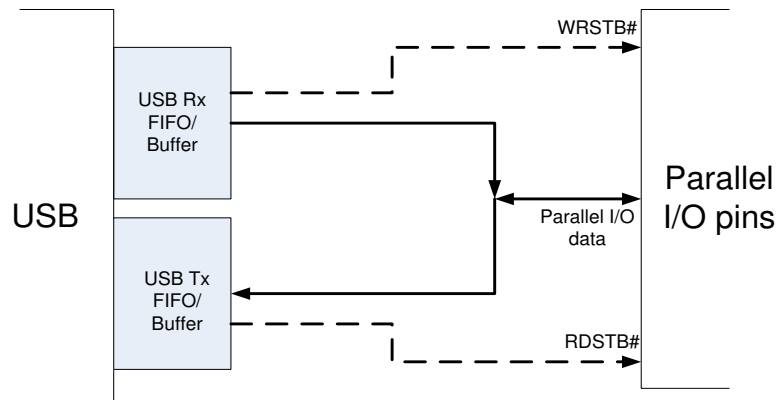 WRSTB#
USB Rx
FIFO/
Buffer
USB
Parallel I/O
data
Parallel
I/O pins
USB Tx
FIFO/
Buffer
RDSTB#